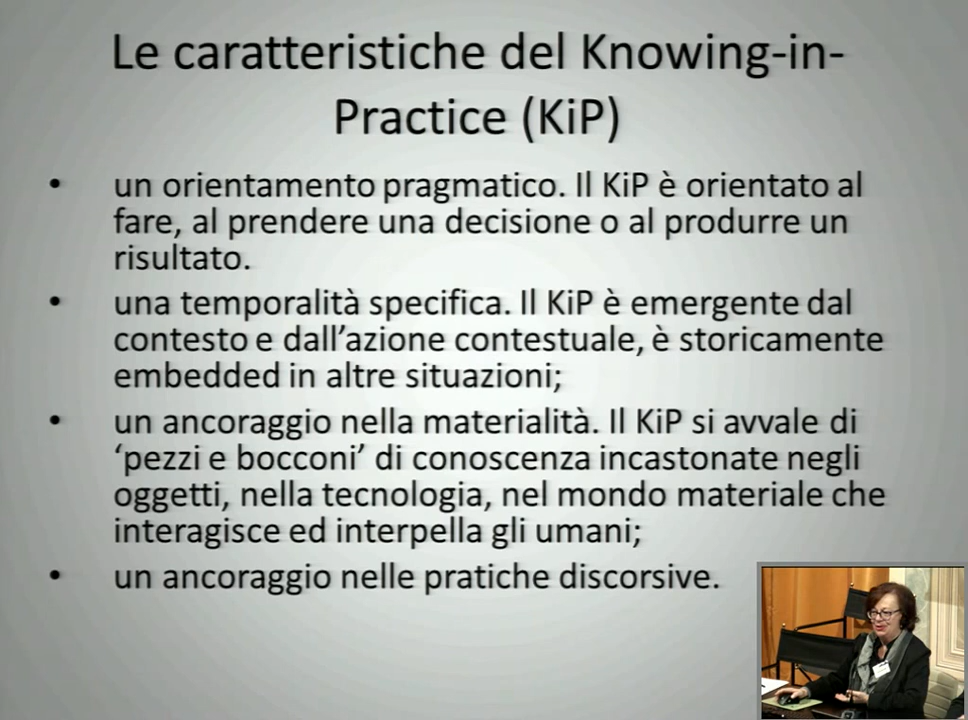 Le caratteristiche del Knowing-in-
Practice (KiP)
• un orientamento pragmatico. Il KiP è orientato al
fare, al prendere una decisione o al produrre un
risultato.
• una temporalità specifica. Il KiP è emergente dal
contesto e dall’azione contestuale, è storicamente
embedded in altre situazioni;
• un ancoraggio nella materialità. Il KiP si avvale di
‘pezzi e bocconi’ di conoscenza incastonate negli
oggetti, nella tecnologia, nel mondo materiale che
interagisce ed interpella gli umani;
• un ancoraggio nelle pratiche discorsive.